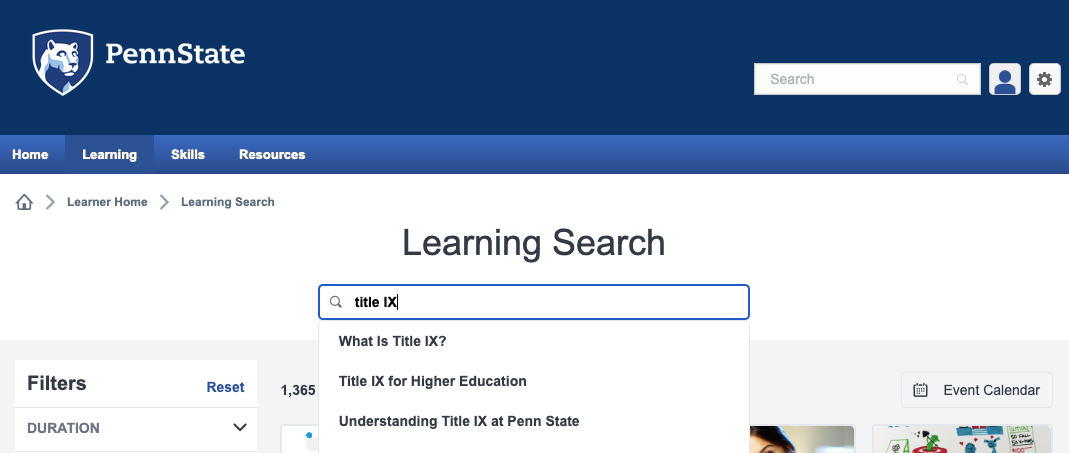 PennState
Search
Home Learning Skills Resources
Learner Home Learning Search
Learning Search
title IX
What Is Title IX?
Title IX for Higher Education
Understanding Title IX at Penn State
Filters Reset
1,365
Event Calendar
DURATION